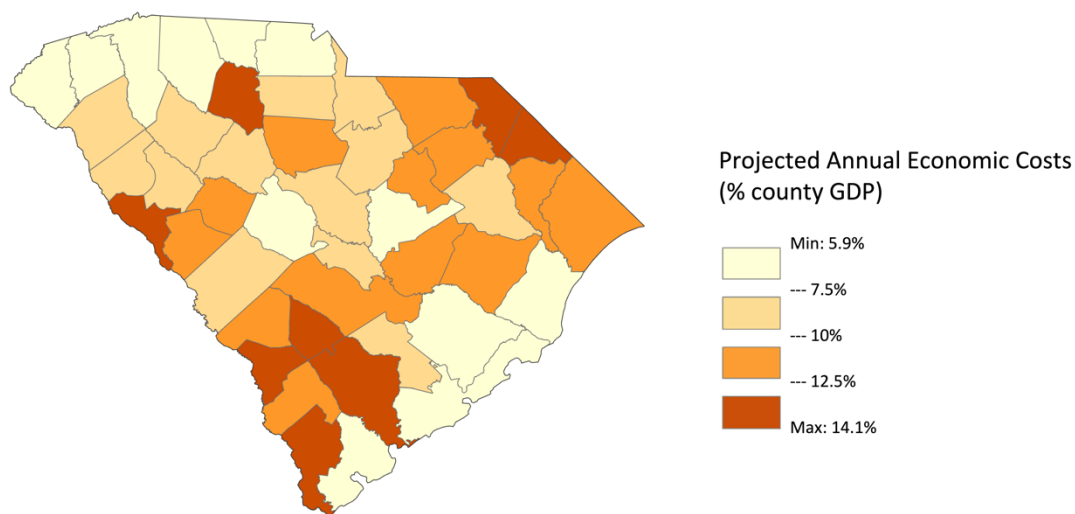 Projected Annual Economic Costs
(% county GDP)
Min: 5.9%
--- 7.5%
--- 10%
--- 12.5%
Max: 14.1%